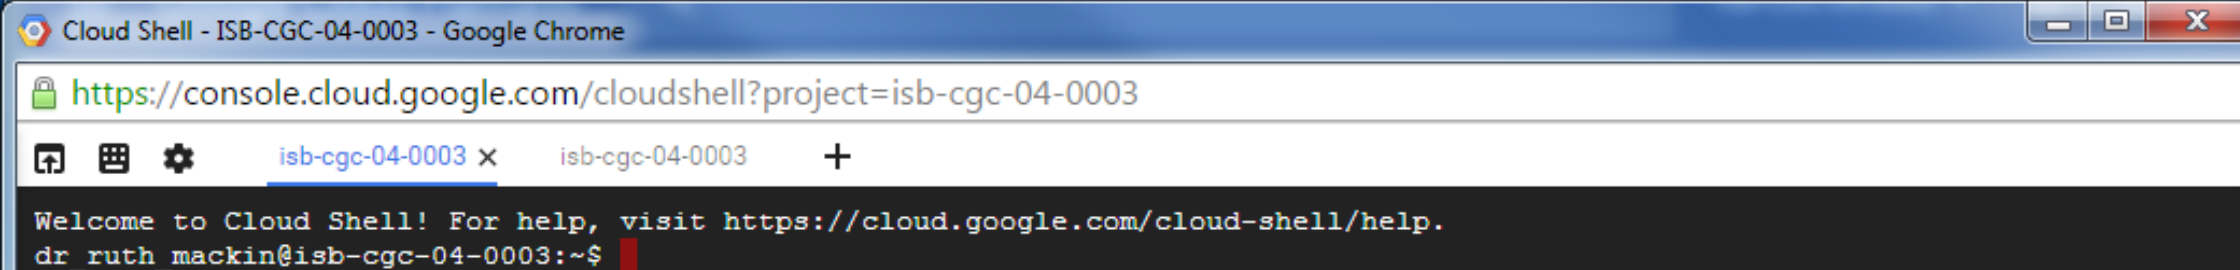 Cloud Shell - ISB-CGC-04-0003 - Google Chrome
https://console.cloud.google.com/cloudshell?project=isb-cgc-04-0003
isb-cgc-04-0003 isb-cgc-04-0003
Welcome to Cloud Shell! For help, visit https://cloud.google.com/cloud-shell/help.
dr ruth mackin@isb-cgc-04-0003:~$